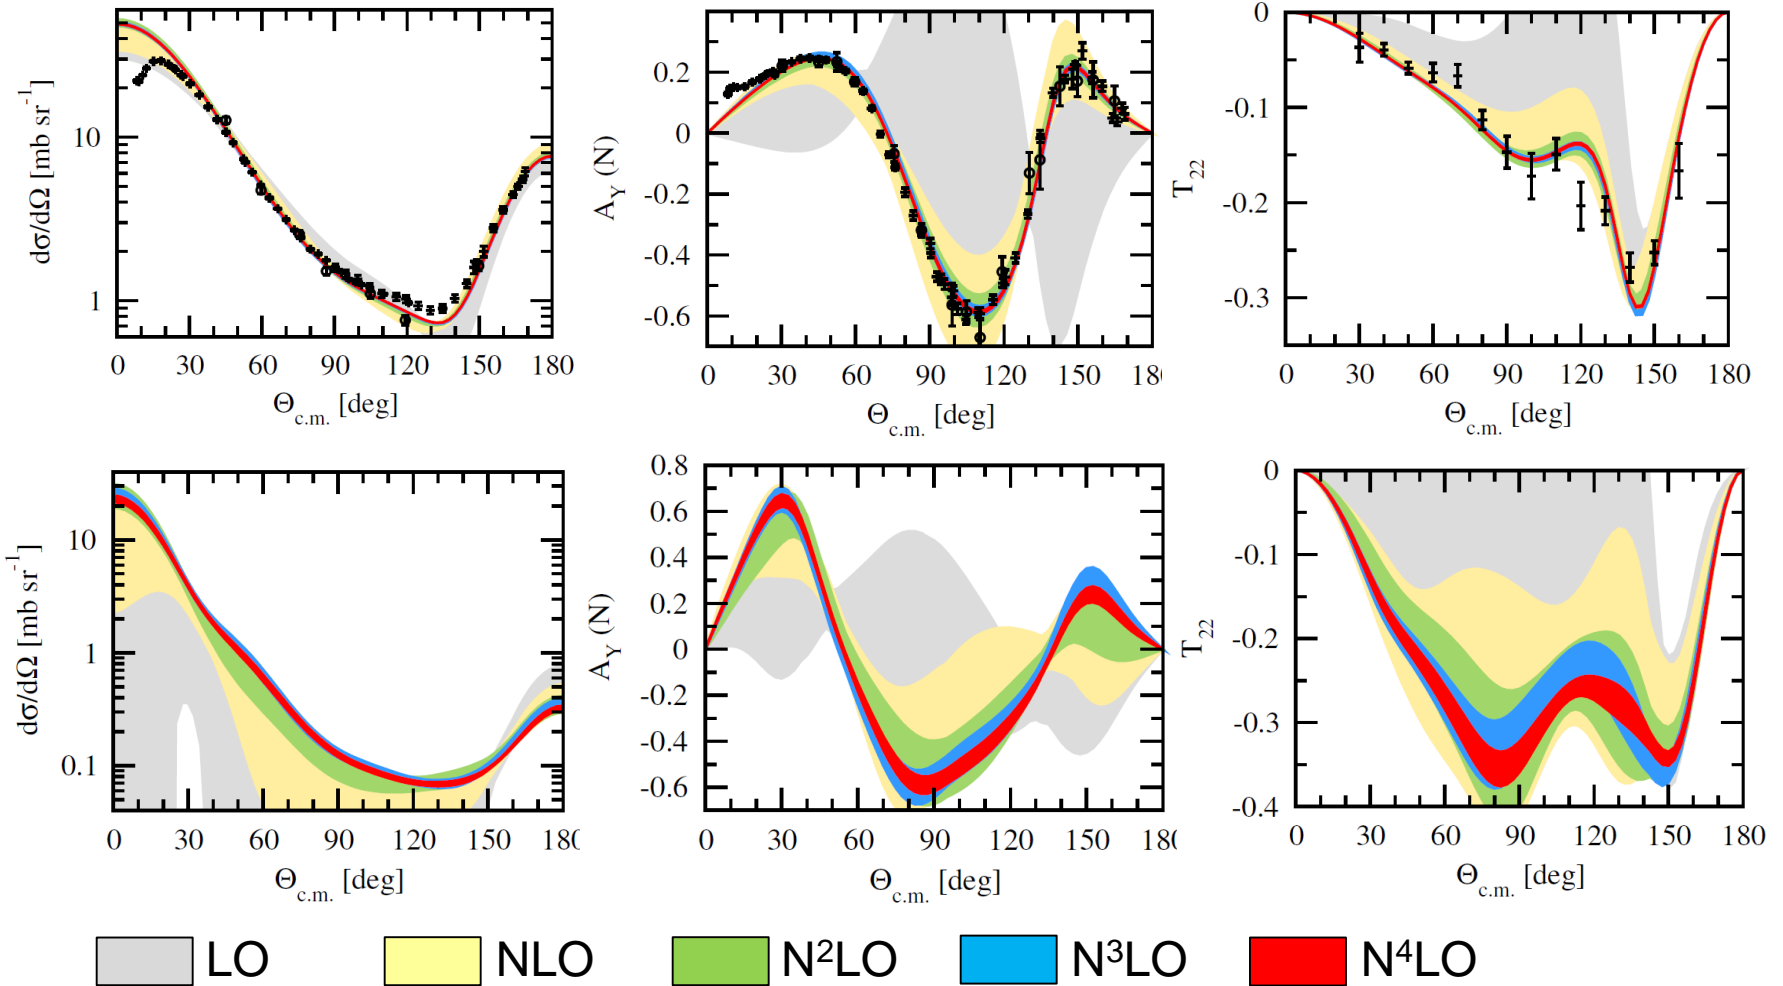 10
1
0 30 60 90 120 150 180
dσ/dΩ [mb sr⁻¹]
Θc.m. [deg]
0.2
0
-0.2
-0.4
-0.6
0 30 60 90 120 150 18
A_Y (N)
Θc.m. [deg]
0
-0.1
-0.2
-0.3
0 30 60 90 120 150 180
T₂₂
Θc.m. [deg]
10
1
0.1
0 30 60 90 120 150 18
dσ/dΩ [mb sr⁻¹]
Θc.m. [deg]
0.8
0.6
0.4
0.2
0
-0.2
-0.4
-0.6
0 30 60 90 120 150 180
A_Y (N)
Θc.m. [deg]
0
-0.1
-0.2
-0.3
-0.4
0 30 60 90 120 150 180
T₂₂
Θc.m. [deg]
LO NLO N²LO N³LO N⁴LO